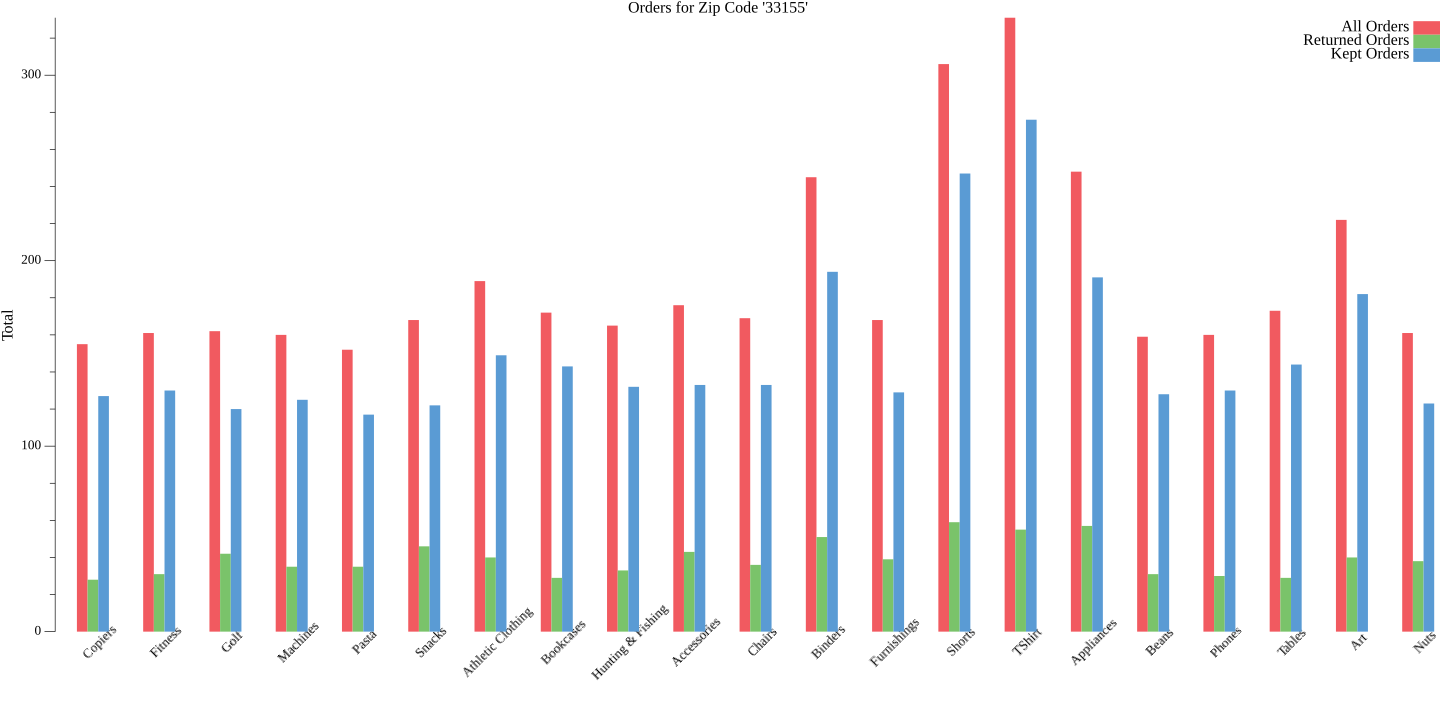 Orders for Zip Code '33155'
All Orders
Returned Orders
Kept Orders
Total
300
200
100
0
Copiers
Fitness
Golf
Machines
Pasta
Snacks
Athletic Clothing
Bookcases
Hunting & Fishing
Accessories
Chairs
Binders
Furnishings
Shorts
TShirt
Appliances
Beans
Phones
Tables
Art
Nuts